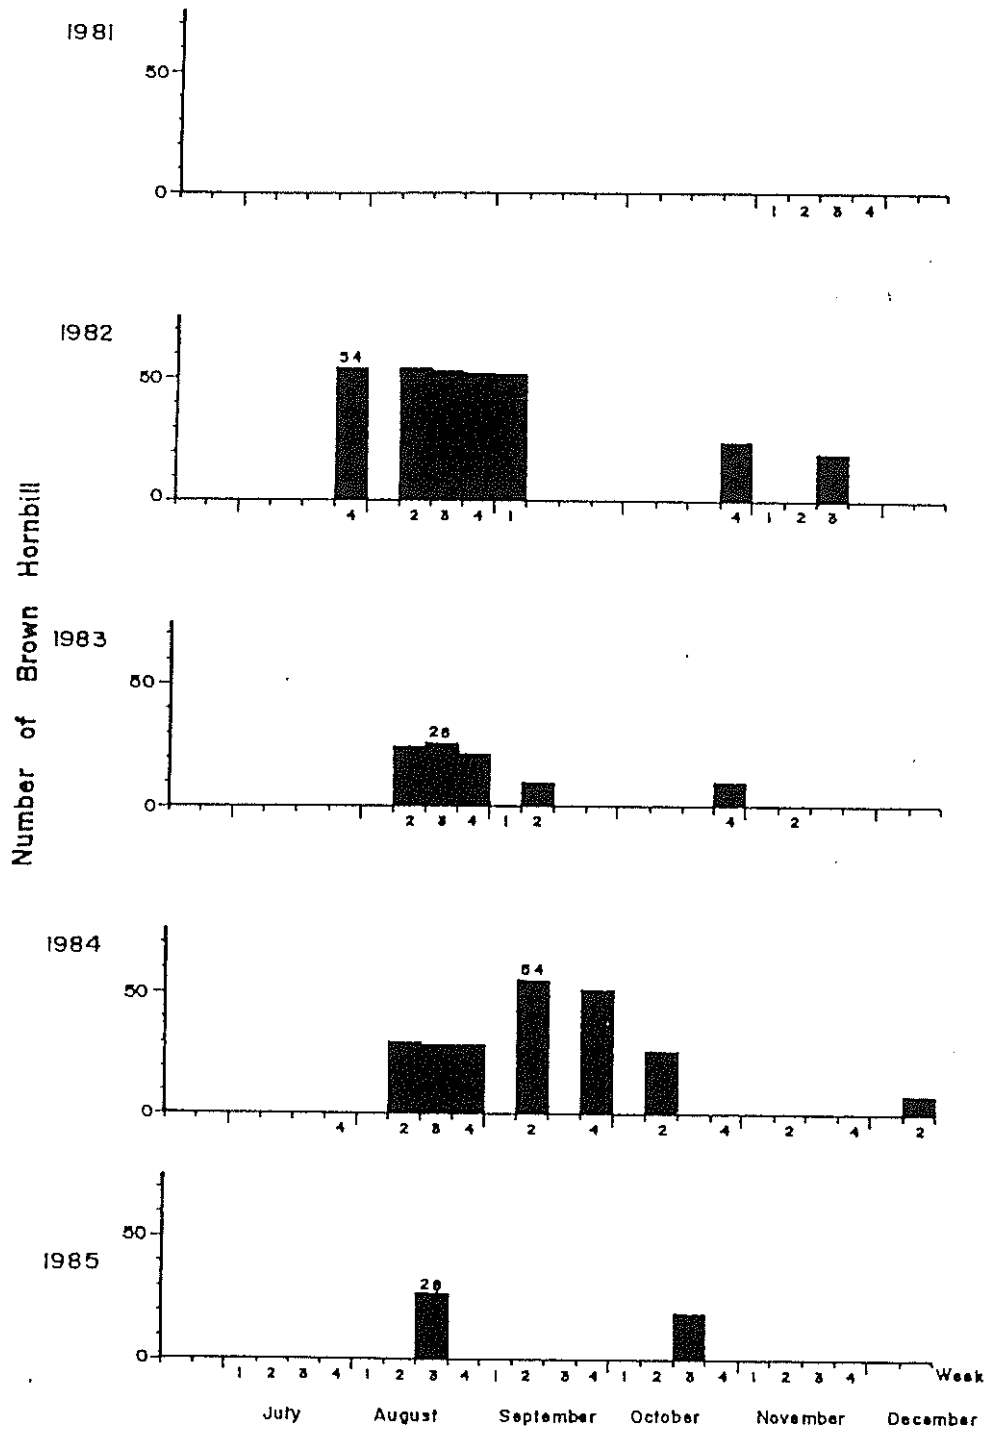 Number of Brown Hornbill
1981
50
0
1 2 3 4
1982
54
50
0
4 2 3 4 1 4 1 2 3
1983
50
26
0
2 3 4 1 2 4 2
1984
54
50
0
4 2 3 4 2 4 2 4 2 4 2
1985
50
26
0
1 2 3 4 1 2 3 4 1 2 3 4 1 2 3 4 1 2 3 4 Week
July August September October November December